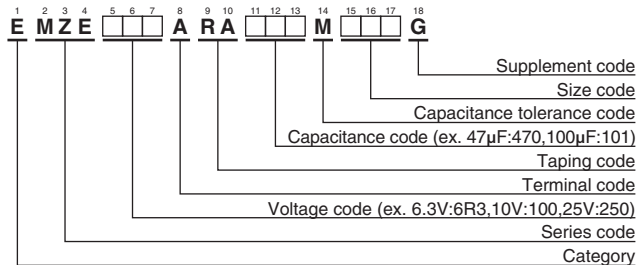 1 2 3 4 5 6 7 8 9 10 11 12 13 14 15 16 17 18
E MZE □□□ A RA □□□ M □□□ G
Supplement code
Size code
Capacitance tolerance code
Capacitance code (ex. 47μF:470,100μF:101)
Taping code
Terminal code
Voltage code (ex. 6.3V:6R3,10V:100,25V:250)
Series code
Category